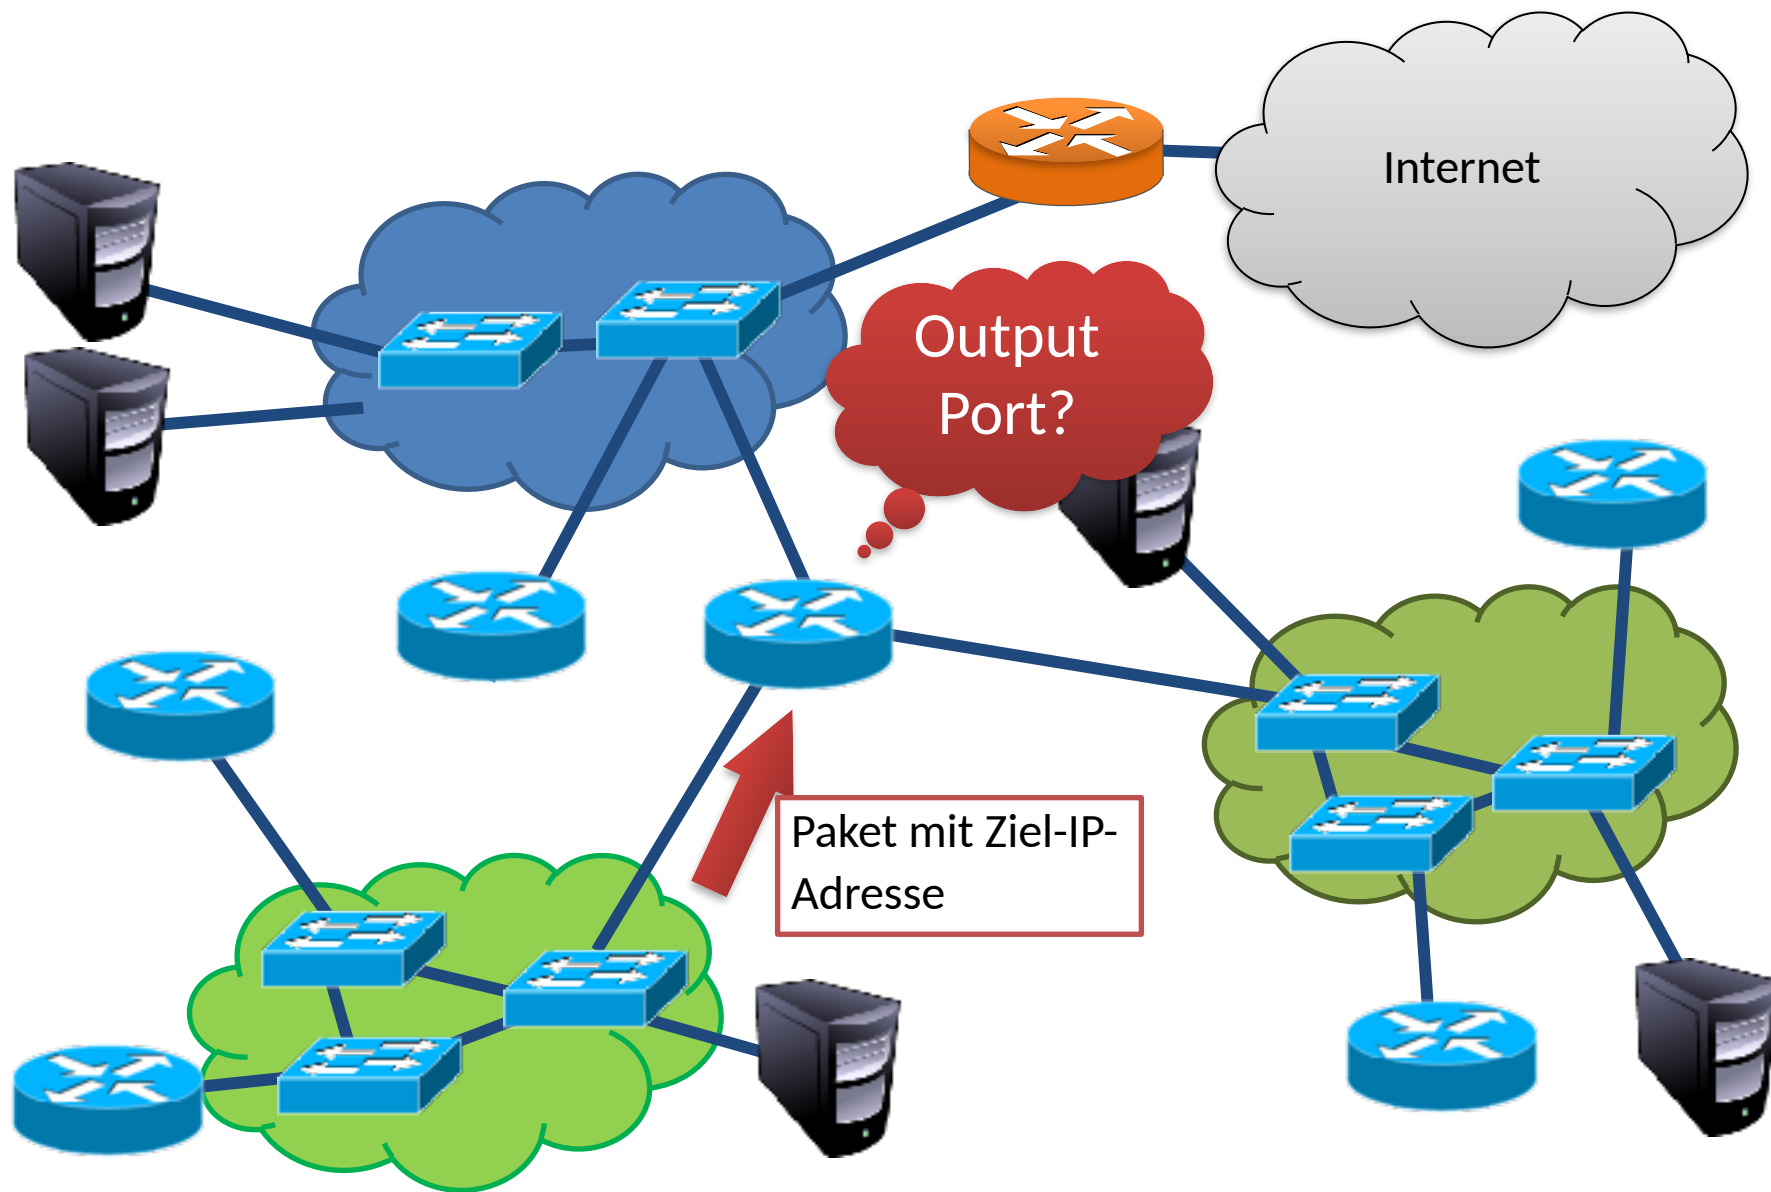 Internet
Output
Port?
Paket mit Ziel-IP-
Adresse